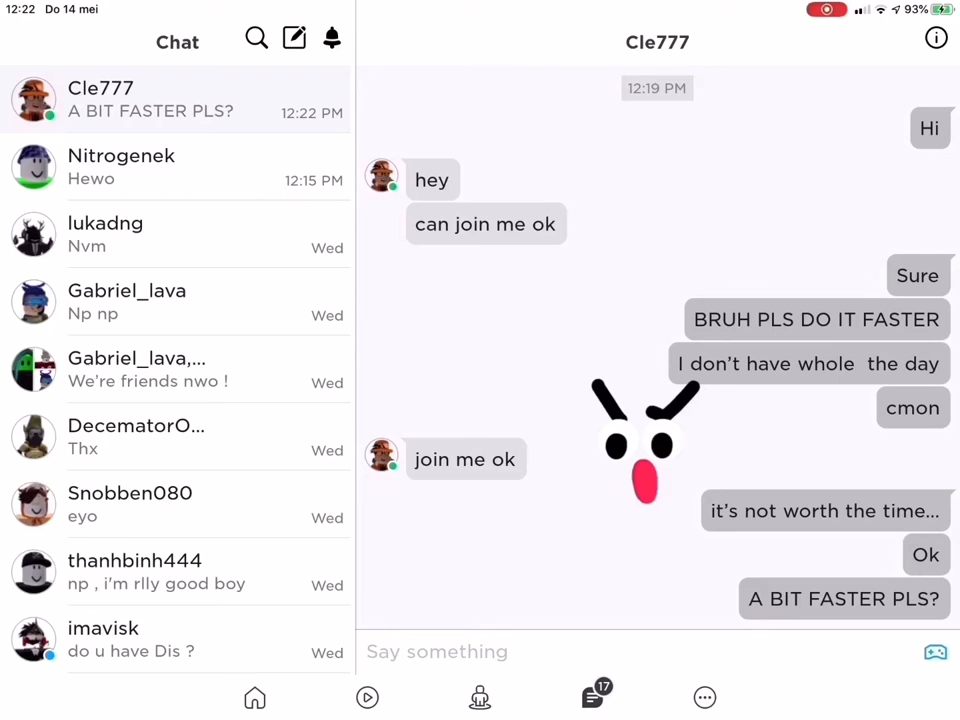 12:22 Do 14 mei
93%
Chat
Cle777
A BIT FASTER PLS?
12:22 PM
Nitrogenek
Hewo
12:15 PM
lukadng
Nvm
Wed
Gabriel_lava
Np np
Wed
Gabriel_lava,...
We're friends nwo !
Wed
DecematorO...
Thx
Wed
Snobben080
eyo
Wed
thanhbinh444
np , i'm rlly good boy
Wed
imavisk
do u have Dis ?
Wed
Cle777
12:19 PM
Hi
hey
can join me ok
Sure
BRUH PLS DO IT FASTER
I don't have whole  the day
cmon
join me ok
it's not worth the time...
Ok
A BIT FASTER PLS?
Say something
17